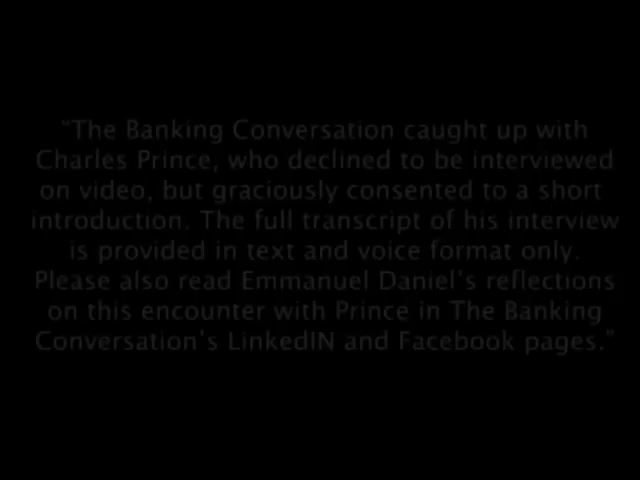 "The Banking Conversation caught up with
Charles Prince, who declined to be interviewed
on video, but graciously consented to a short
introduction. The full transcript of his interview
is provided in text and voice format only.
Please also read Emmanuel Daniel's reflections
on this encounter with Prince in The Banking
Conversation's LinkedIN and Facebook pages."